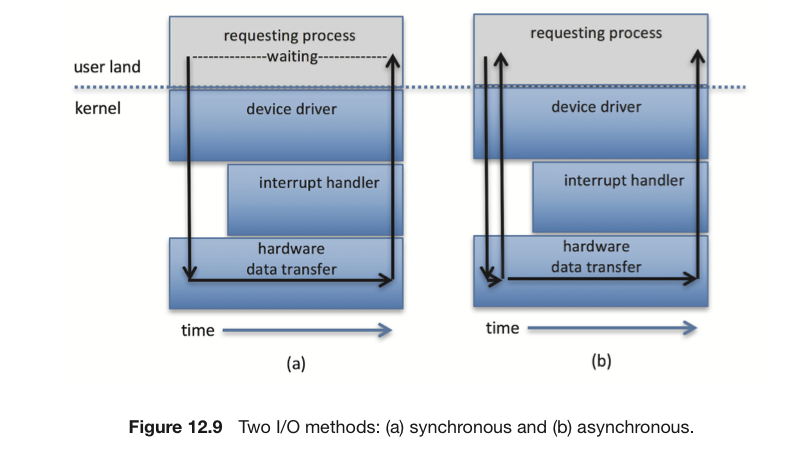 requesting process
waiting
user land
kernel
device driver
interrupt handler
hardware
data transfer
time
(a)
requesting process
device driver
interrupt handler
hardware
data transfer
time
(b)
Figure 12.9 Two I/O methods: (a) synchronous and (b) asynchronous.